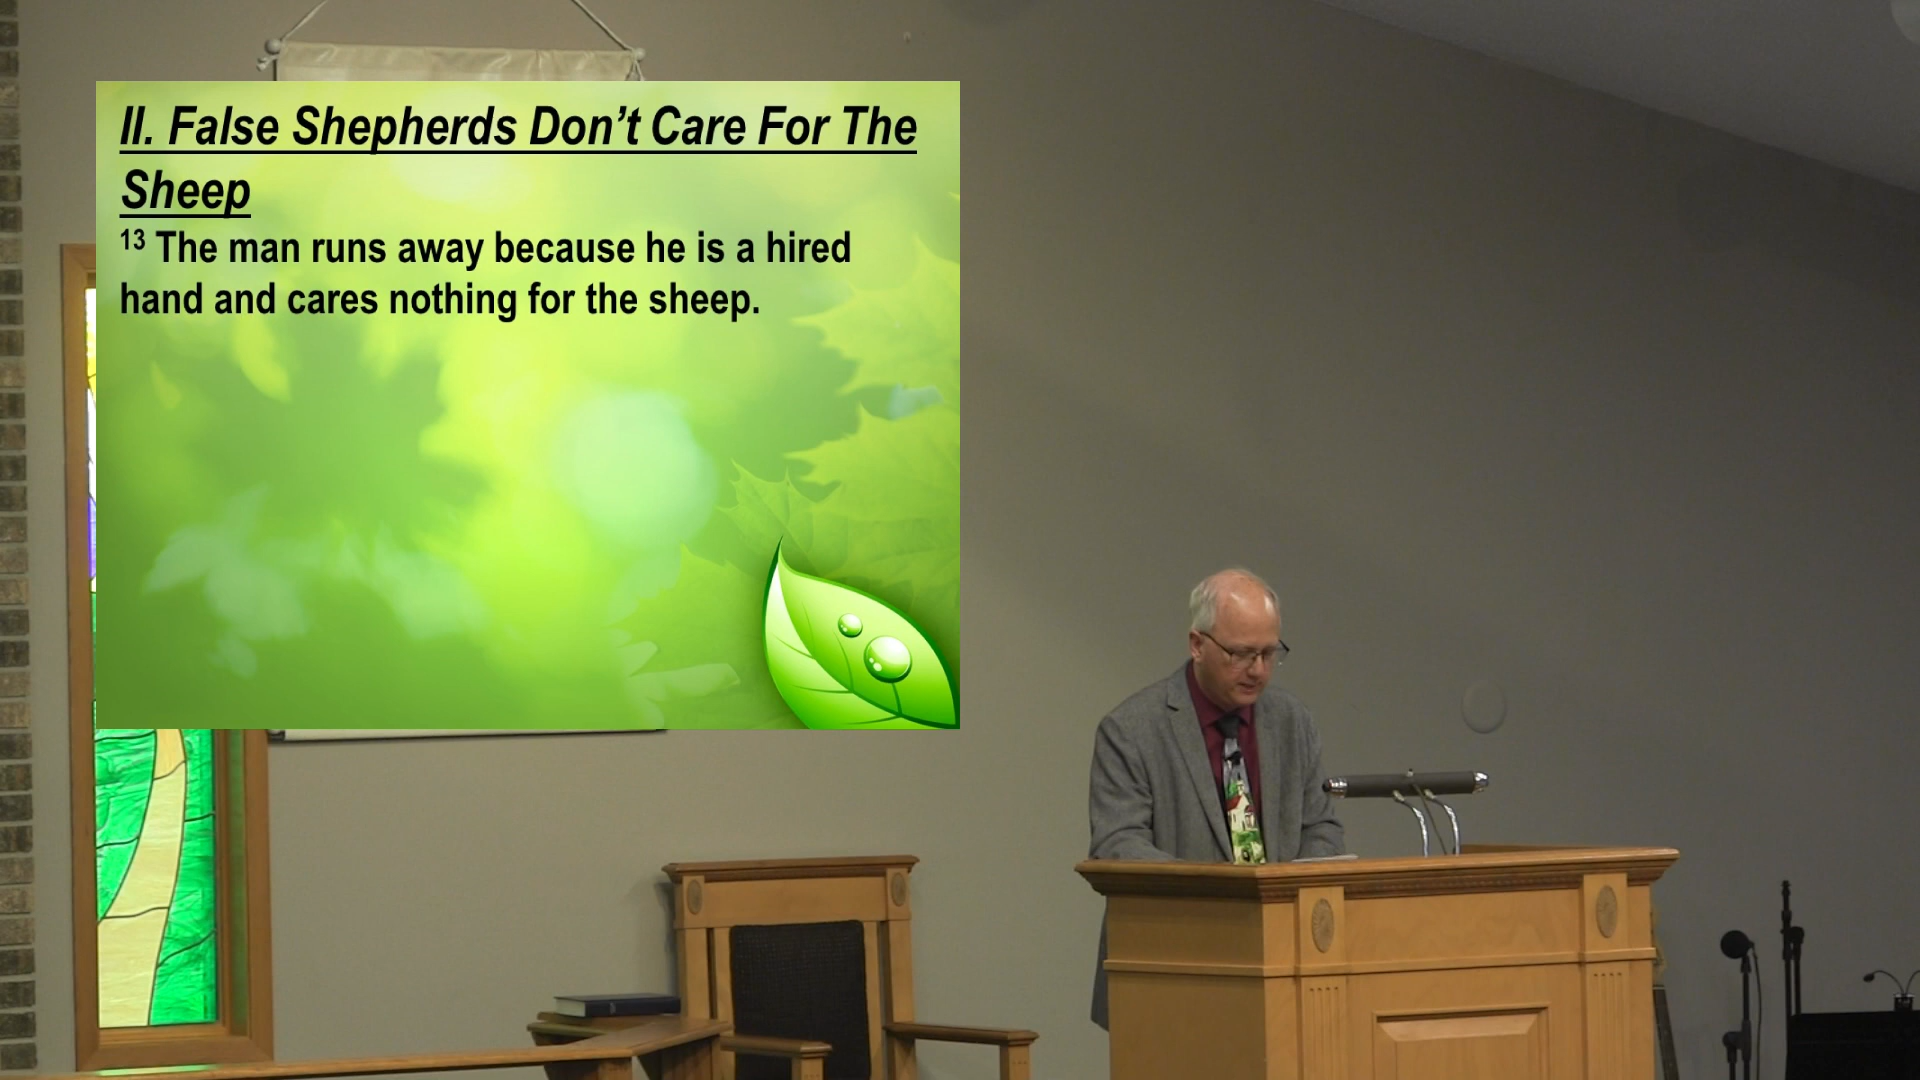 II. False Shepherds Don’t Care For The
Sheep
13 The man runs away because he is a hired
hand and cares nothing for the sheep.